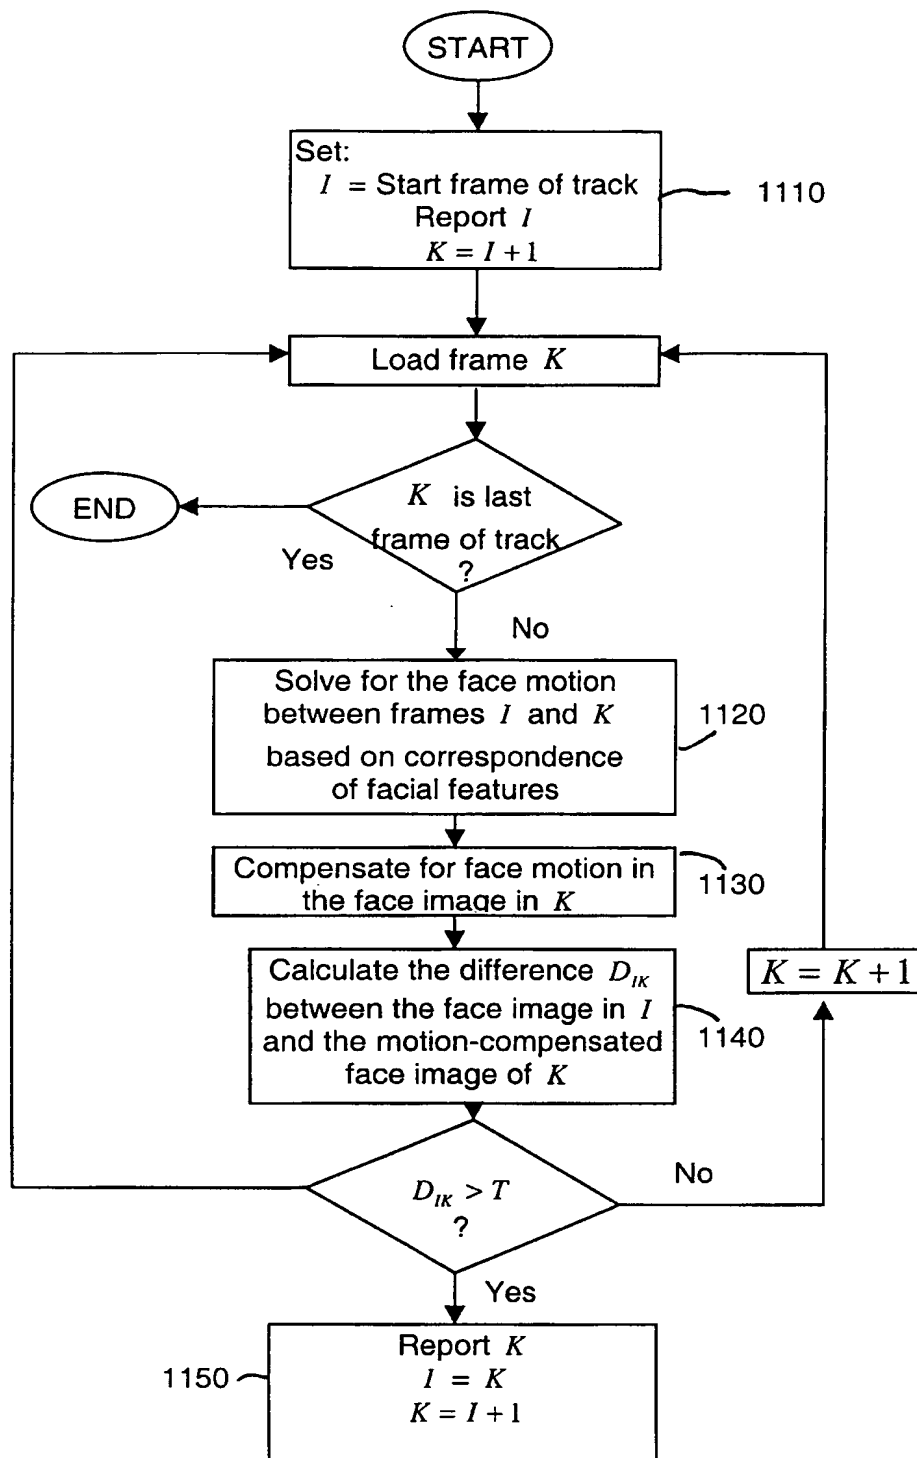 START
Set:
I = Start frame of track
Report I
K = I + 1
1110
Load frame K
K is last
frame of track
?
END
Yes
No
Solve for the face motion
between frames I and K
based on correspondence
of facial features
1120
Compensate for face motion in
the face image in K
1130
Calculate the difference D_IK
between the face image in I
and the motion-compensated
face image of K
1140
K = K + 1
D_IK > T
?
No
Yes
Report K
I = K
K = I + 1
1150